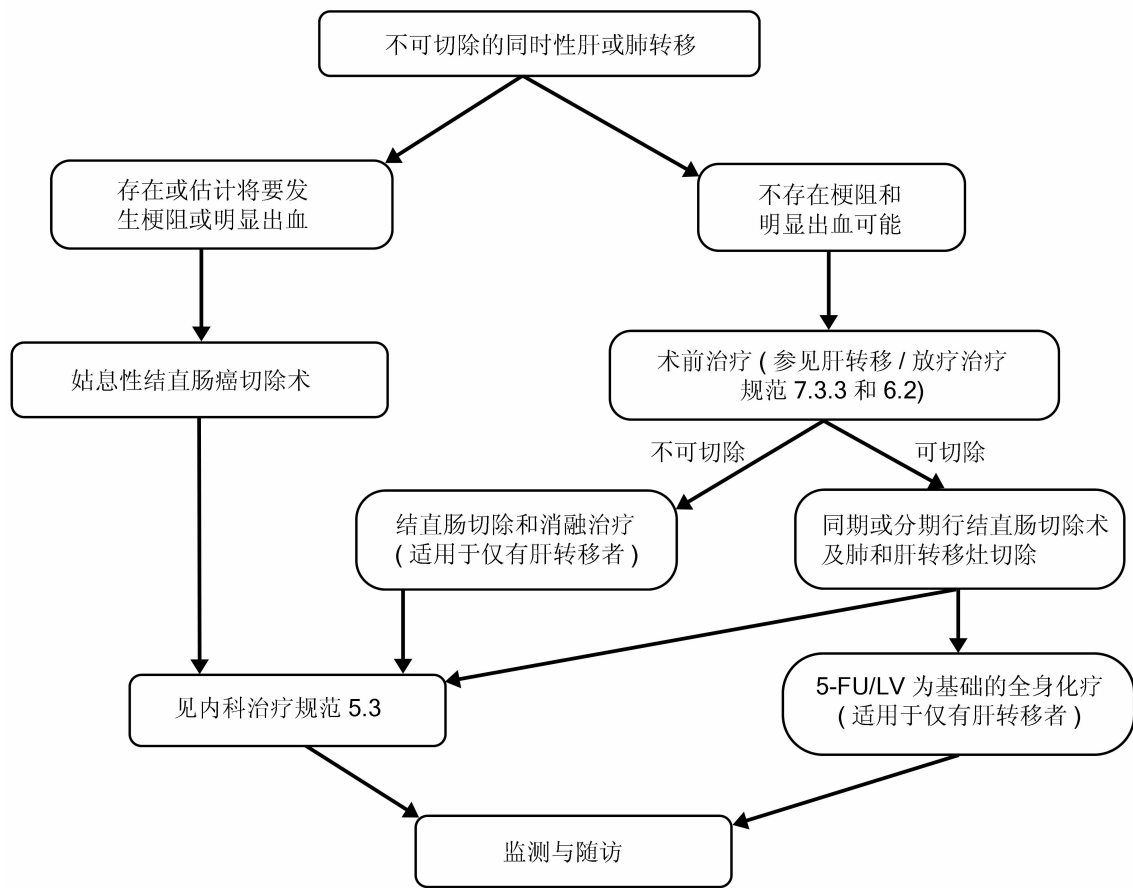 不可切除的同时性肝或肺转移
存在或估计将要发
生梗阻或明显出血
不存在梗阻和
明显出血可能
姑息性结直肠癌切除术
术前治疗 ( 参见肝转移 / 放疗治疗
规范 7.3.3 和 6.2)
不可切除
可切除
结直肠切除和消融治疗
( 适用于仅有肝转移者 )
同期或分期行结直肠切除术
及肺和肝转移灶切除
见内科治疗规范 5.3
5-FU/LV 为基础的全身化疗
( 适用于仅有肝转移者 )
监测与随访